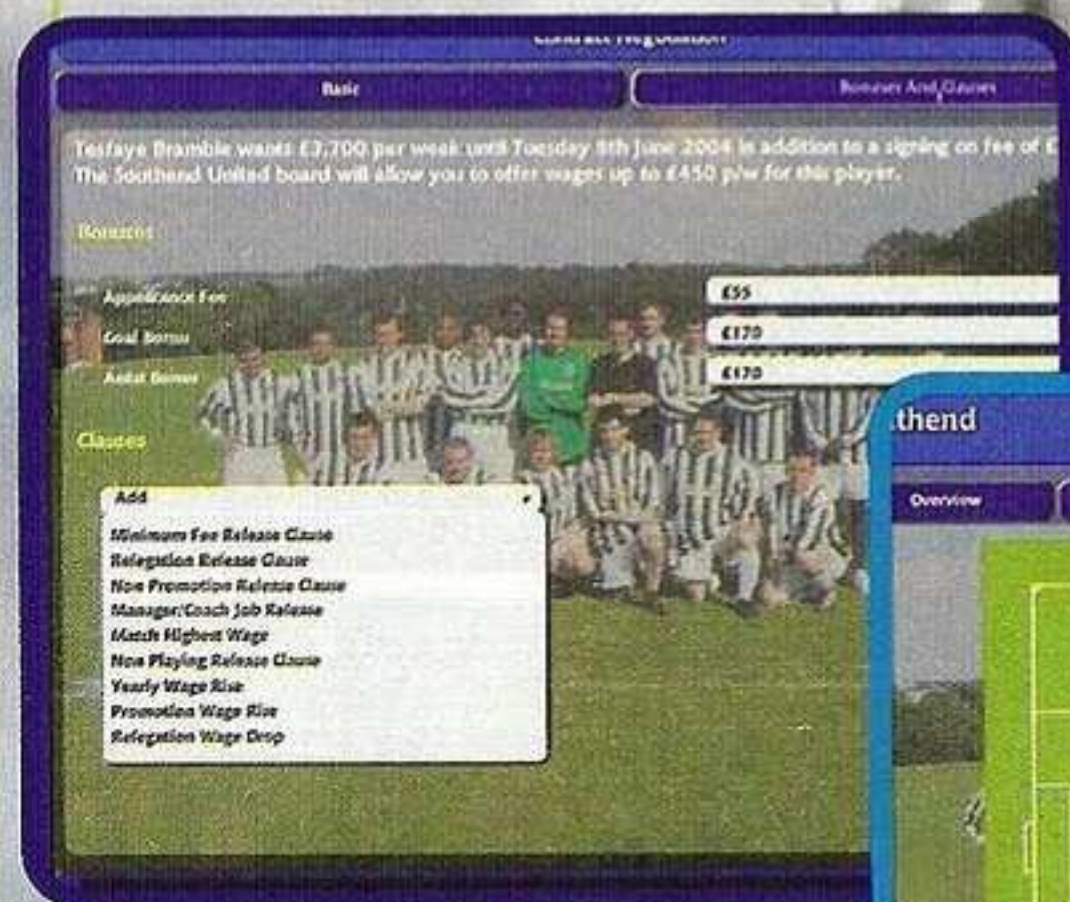 Contract Negotiation
Basic
Bonuses And Clauses
Tesfaye Bramble wants £3,700 per week until Tuesday 8th June 2004 in addition to a signing on fee of £
The Southend United board will allow you to offer wages up to £450 p/w for this player.
Bonuses
Appearance Fee
£55
Goal Bonus
£170
Assist Bonus
£170
Clauses
Add
Minimum Fee Release Clause
Relegation Release Clause
Non Promotion Release Clause
Manager/Coach Job Release
Match Highest Wage
Non Playing Release Clause
Yearly Wage Rise
Promotion Wage Rise
Relegation Wage Drop
thend
Overview